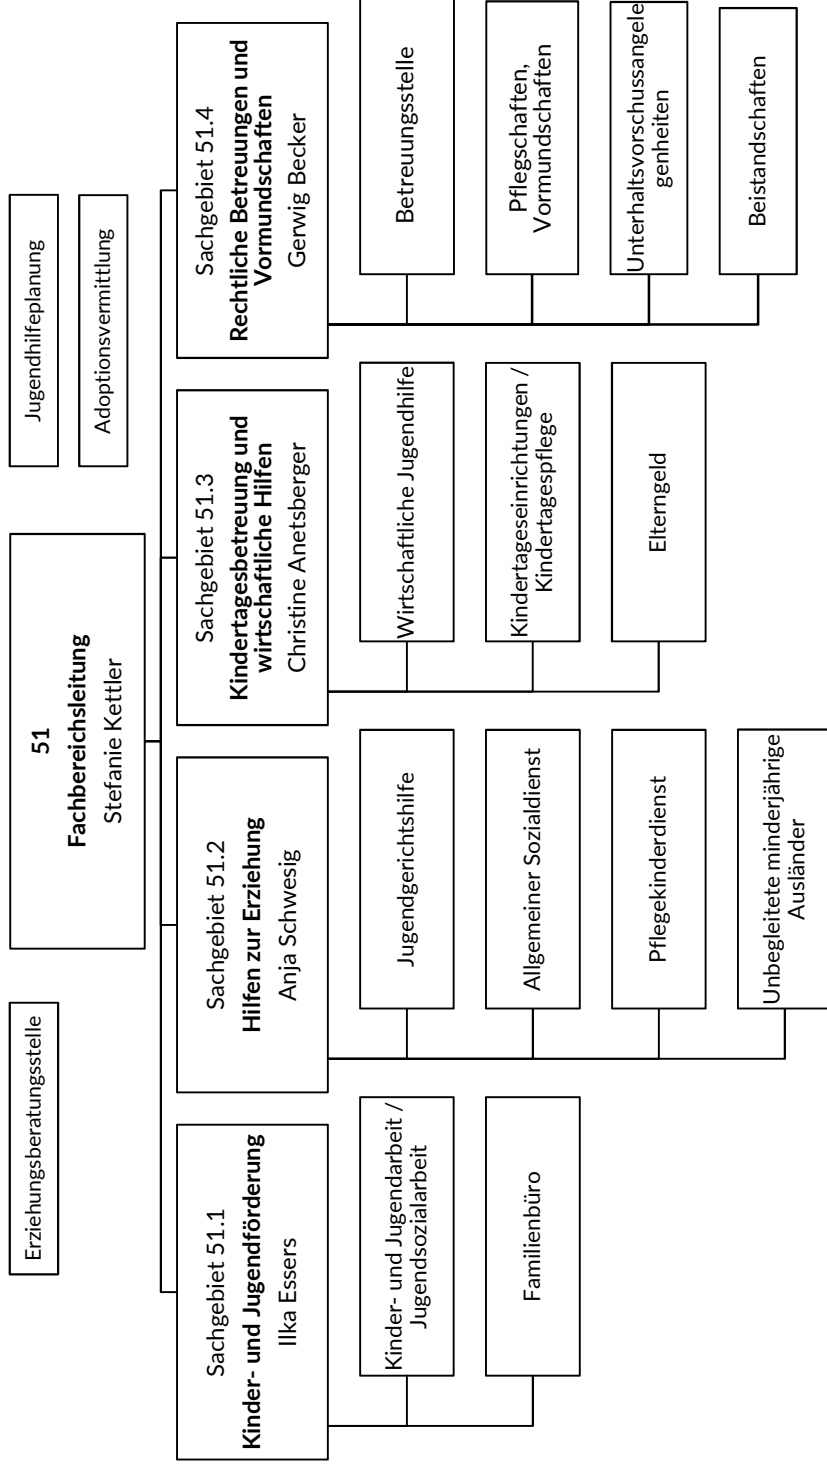 Erziehungsberatungsstelle
51
Fachbereichsleitung
Stefanie Kettler
Jugendhilfeplanung
Adoptionsvermittlung
Sachgebiet 51.1
Kinder- und Jugendförderung
Ilka Essers
Kinder- und Jugendarbeit /
Jugendsozialarbeit
Familienbüro
Sachgebiet 51.2
Hilfen zur Erziehung
Anja Schwesig
Jugendgerichtshilfe
Allgemeiner Sozialdienst
Pflegekinderdienst
Unbegleitete minderjährige
Ausländer
Sachgebiet 51.3
Kindertagesbetreuung und
wirtschaftliche Hilfen
Christine Anetsberger
Wirtschaftliche Jugendhilfe
Kindertageseinrichtungen /
Kindertagespflege
Elterngeld
Sachgebiet 51.4
Rechtliche Betreuungen und
Vormundschaften
Gerwig Becker
Betreuungsstelle
Pflegschaften,
Vormundschaften
Unterhaltsvorschussangele
genheiten
Beistandschaften